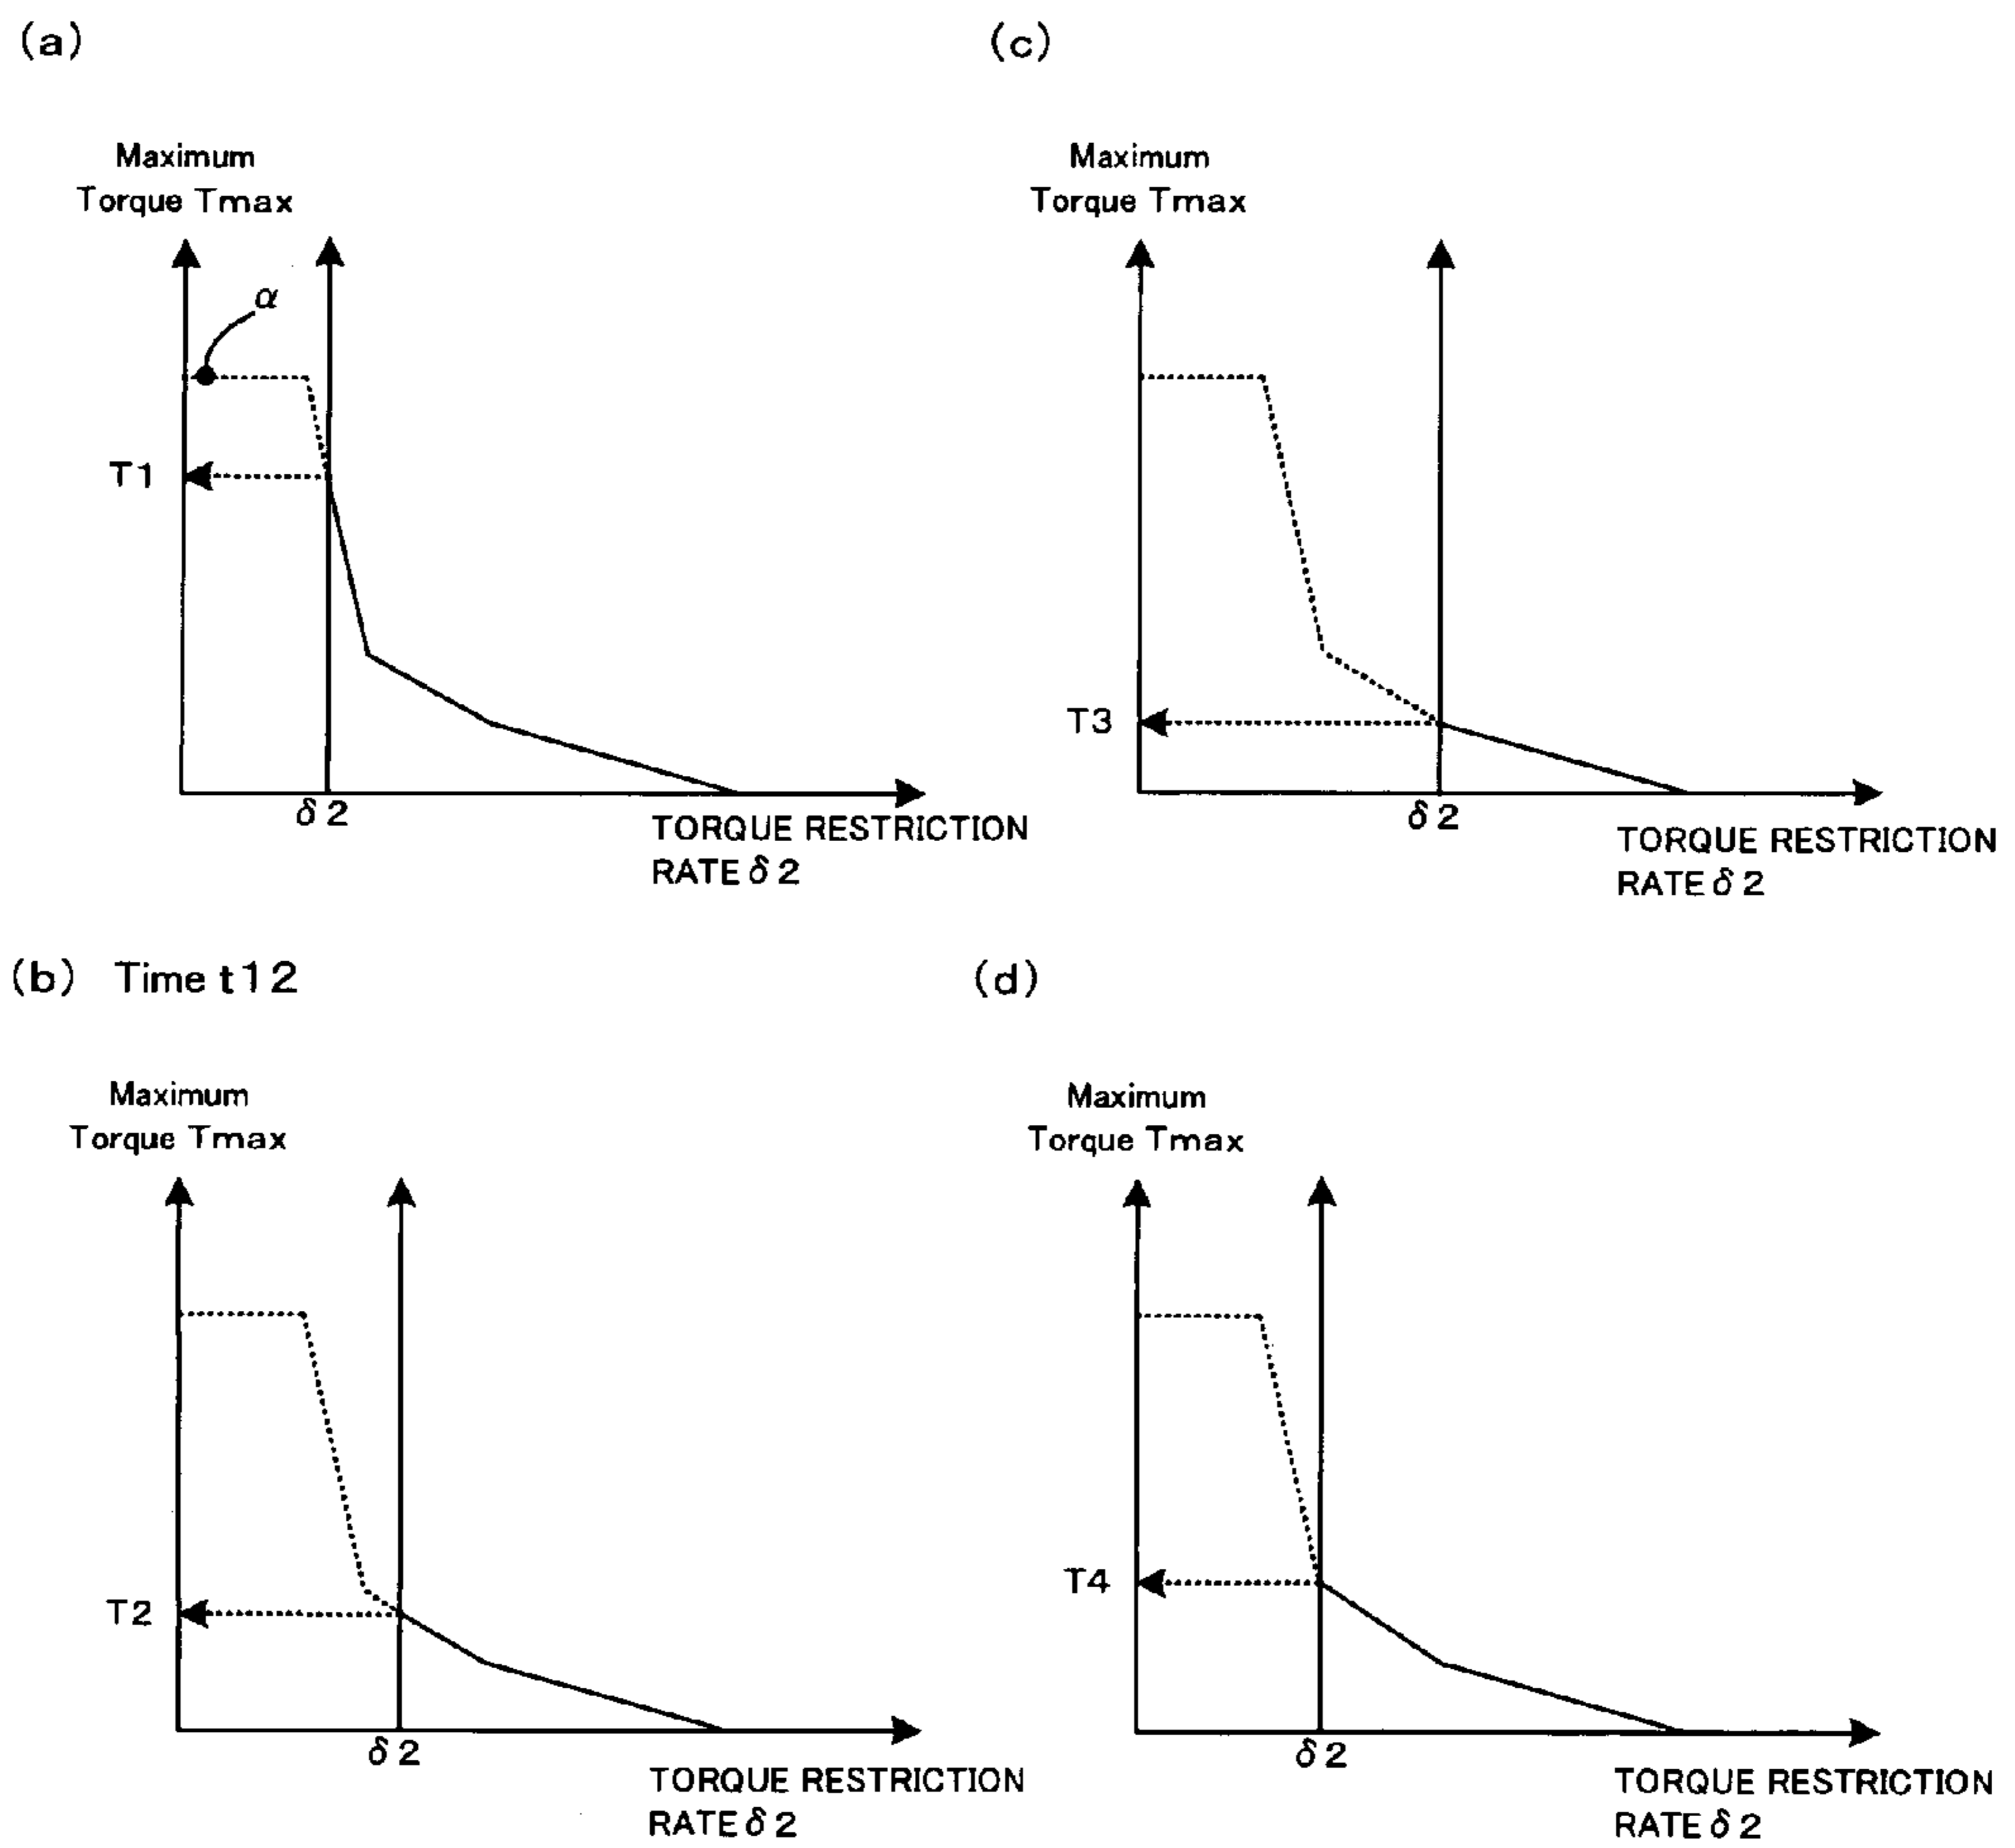 (a)
Maximum
Torque Tmax
α
T1
δ2
TORQUE RESTRICTION
RATE δ2
(c)
Maximum
Torque Tmax
T3
δ2
TORQUE RESTRICTION
RATE δ2
(b) Time t12
Maximum
Torque Tmax
T2
δ2
TORQUE RESTRICTION
RATE δ2
(d)
Maximum
Torque Tmax
T4
δ2
TORQUE RESTRICTION
RATE δ2